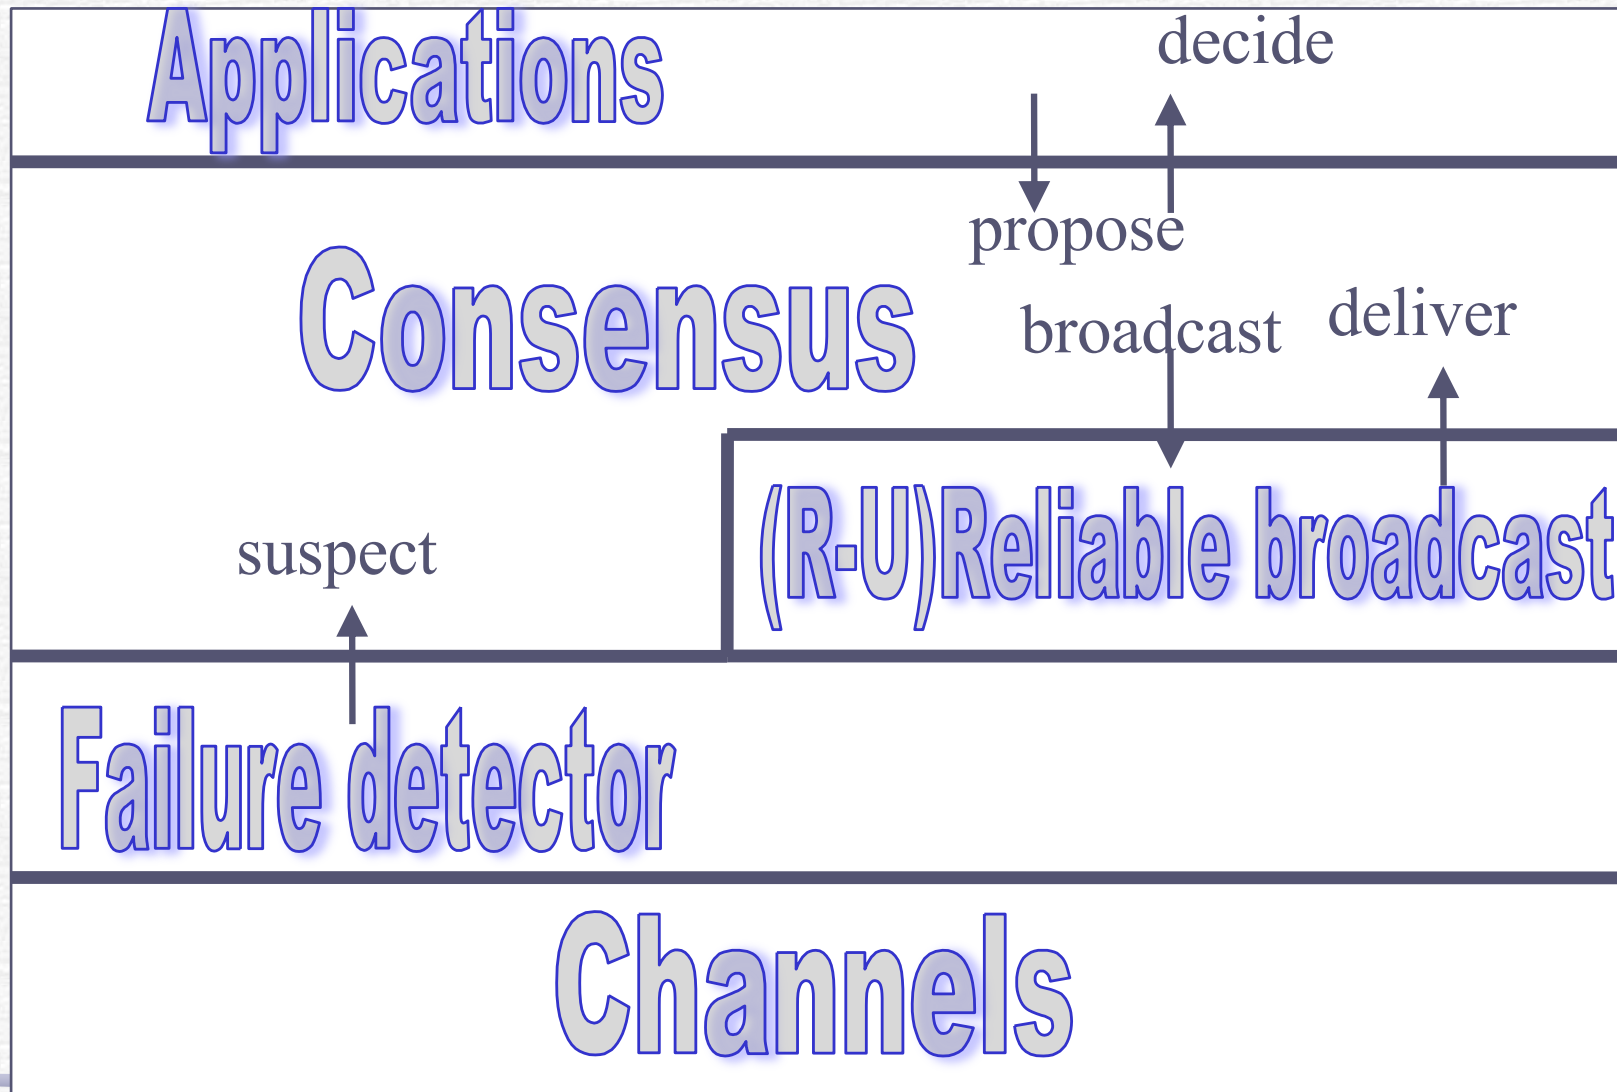 Applications
decide
propose
Consensus
broadcast
deliver
(R-U)Reliable broadcast
suspect
Failure detector
Channels